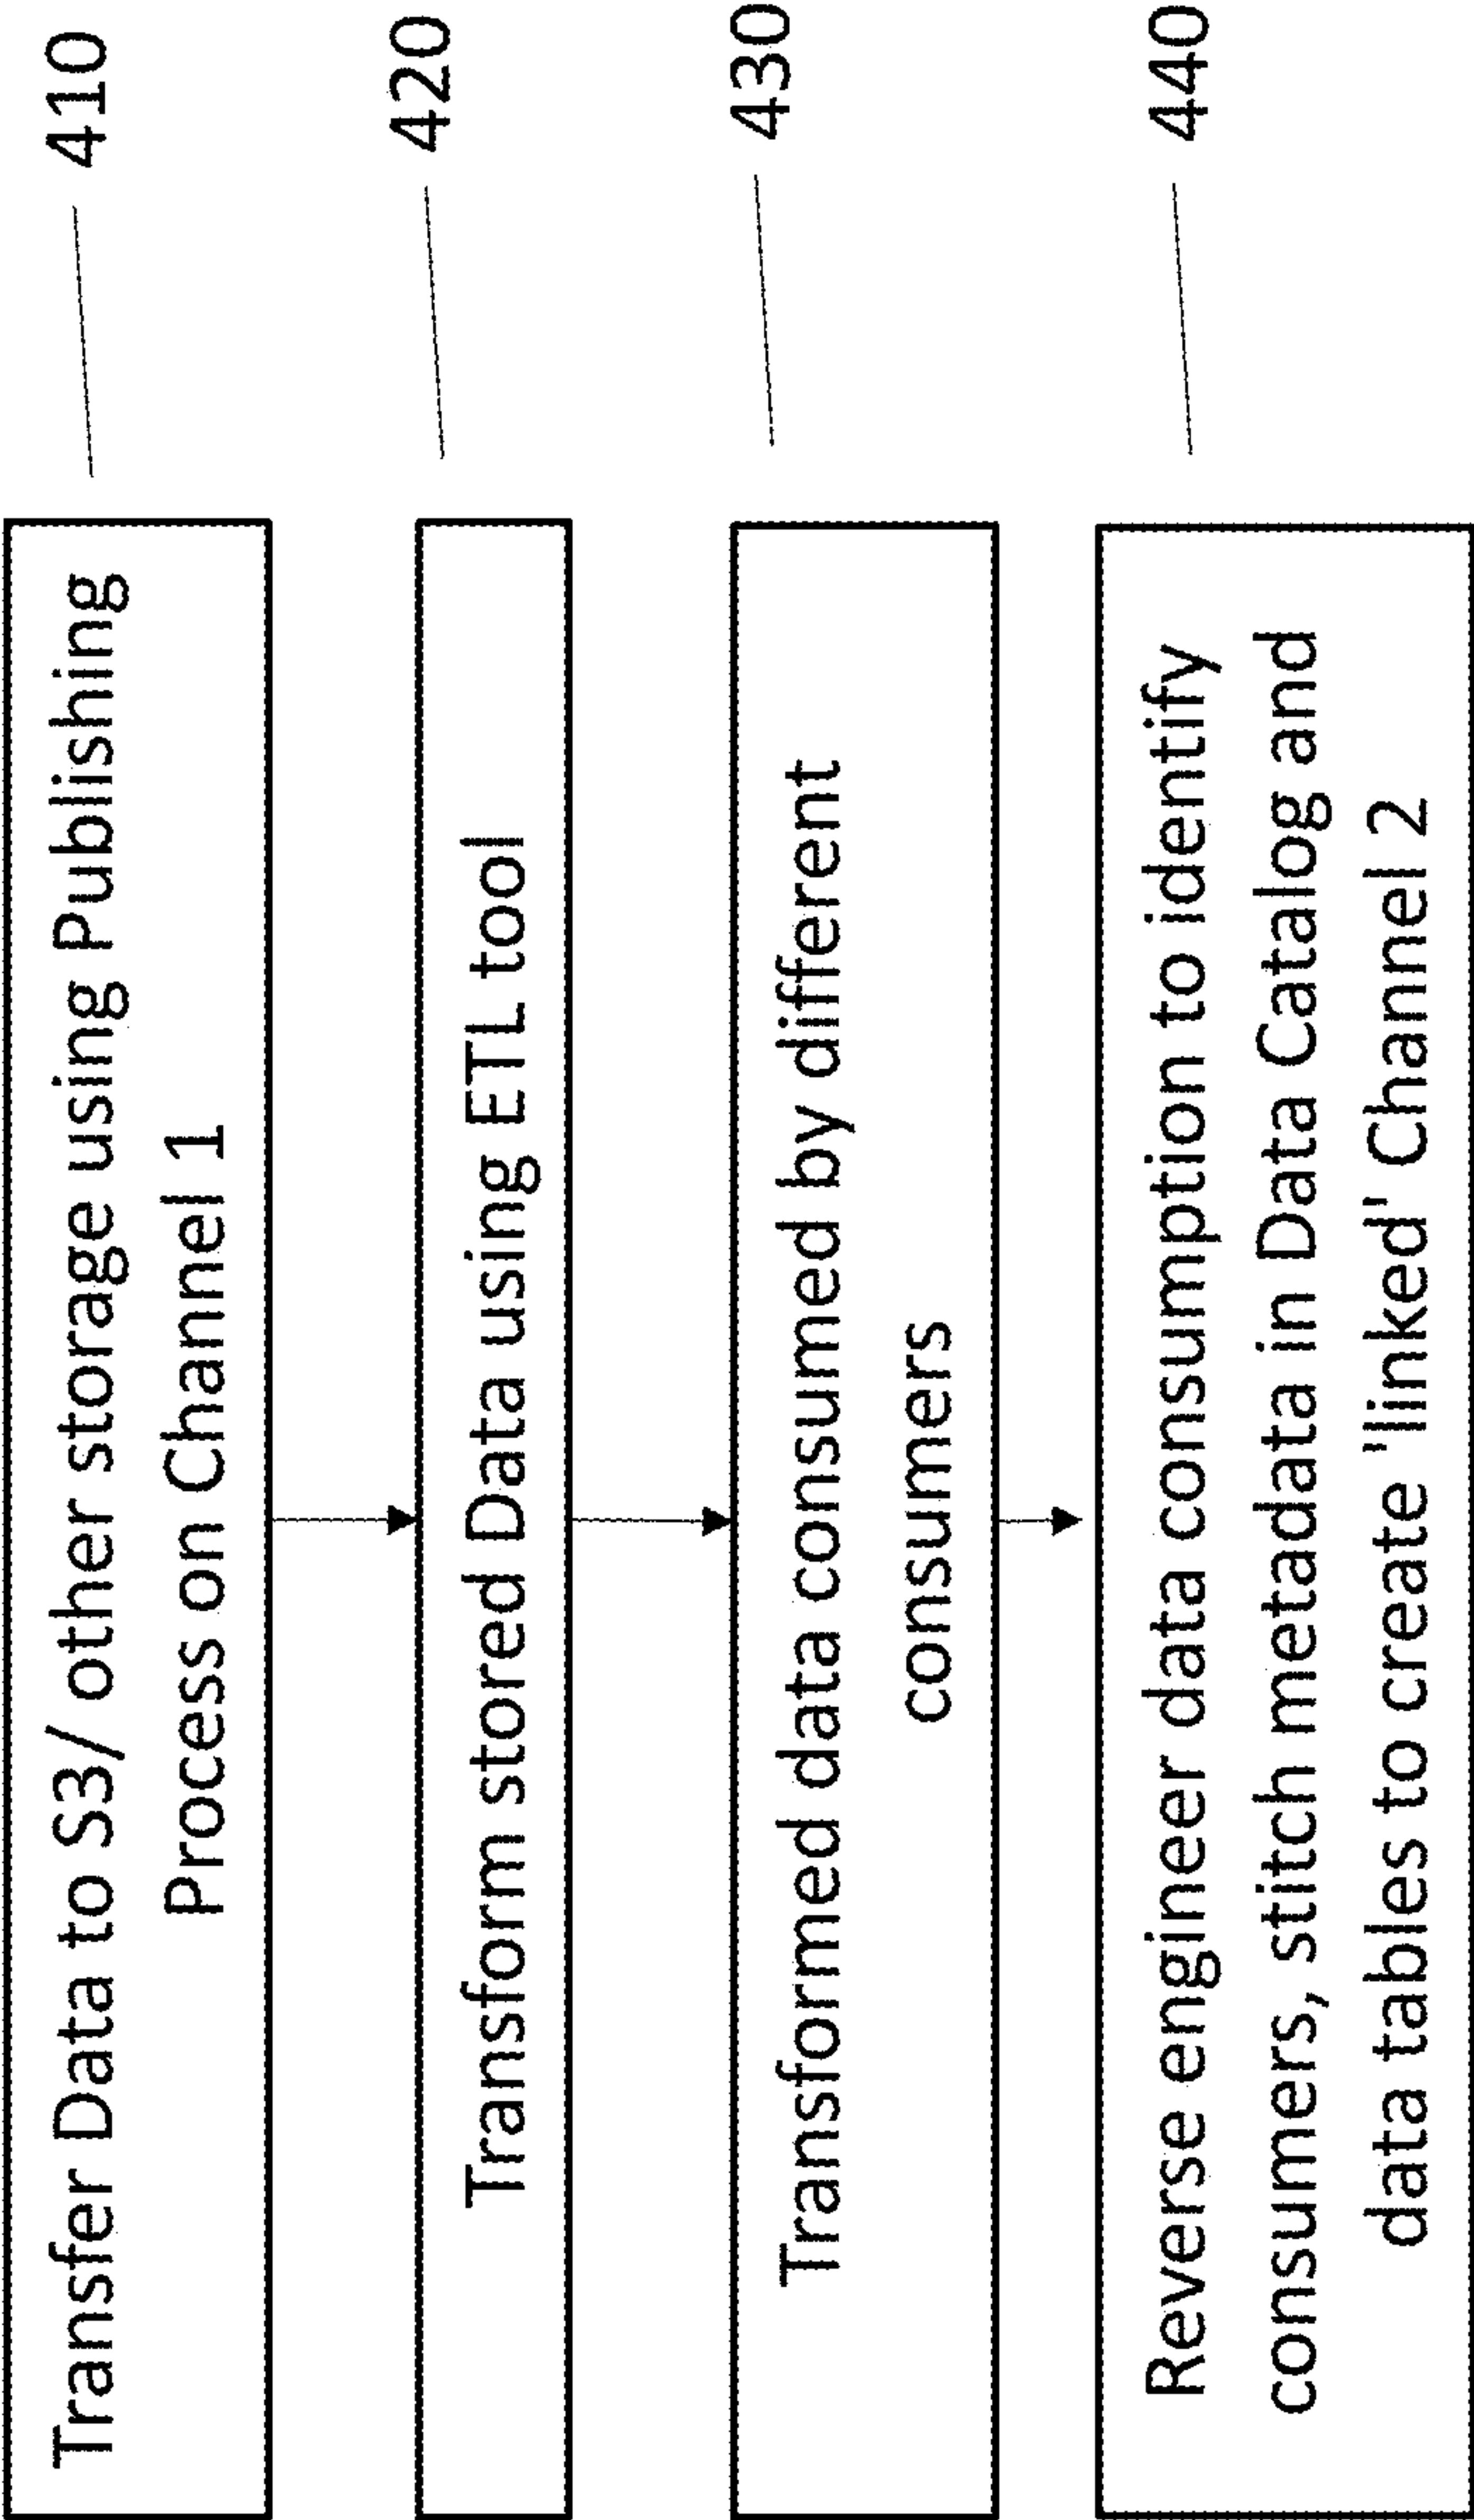 Transfer Data to S3/ other storage using Publishing
Process on Channel 1
410
Transform stored Data using ETL tool
420
Transformed data consumed by different
consumers
430
Reverse engineer data consumption to identify
consumers, stitch metadata in Data Catalog and
data tables to create 'linked' Channel 2
440